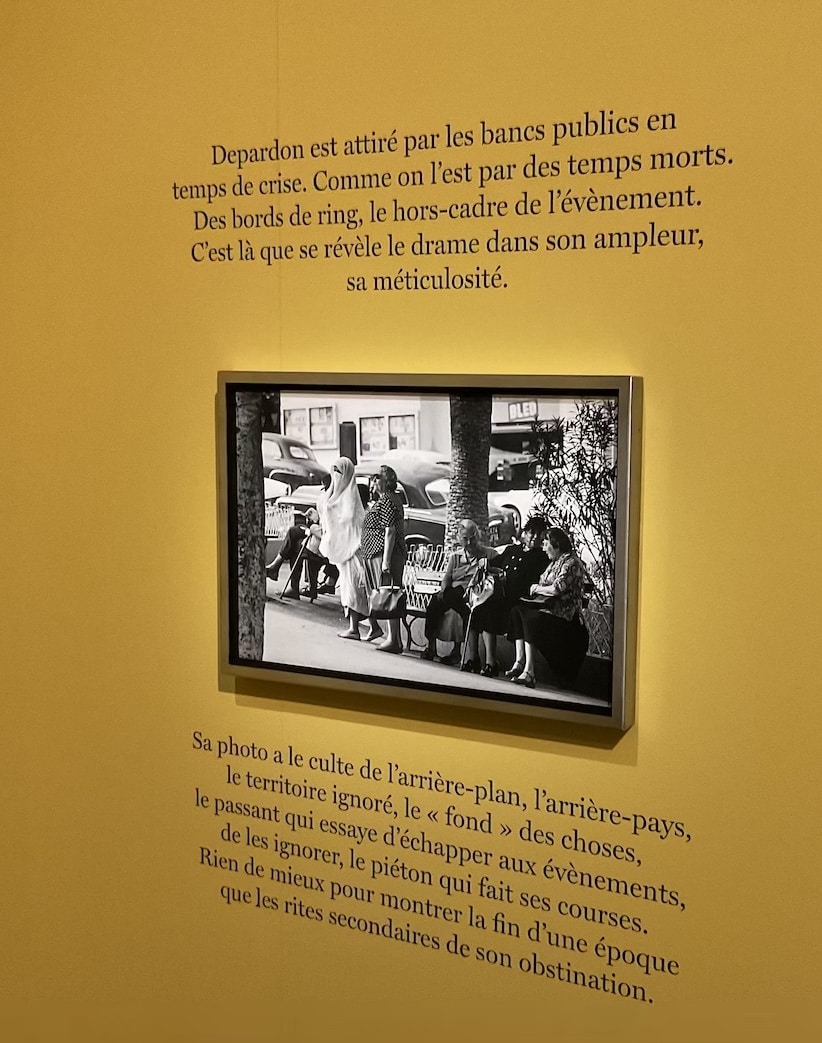 Depardon est attiré par les bancs publics en
temps de crise. Comme on l’est par des temps morts.
Des bords de ring, le hors-cadre de l’évènement.
C’est là que se révèle le drame dans son ampleur,
sa méticulosité.
BLED
Sa photo a le culte de l’arrière-plan, l’arrière-pays,
le territoire ignoré, le « fond » des choses,
le passant qui essaye d’échapper aux évènements,
de les ignorer, le piéton qui fait ses courses.
Rien de mieux pour montrer la fin d’une époque
que les rites secondaires de son obstination.